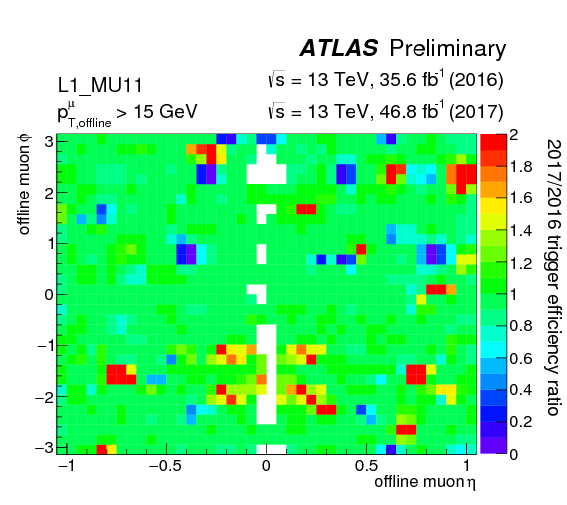 ATLAS Preliminary
L1_MU11
√s = 13 TeV, 35.6 fb⁻¹ (2016)
p^μ_T,offline > 15 GeV
√s = 13 TeV, 46.8 fb⁻¹ (2017)
offline muon ϕ
3
2
1
0
−1
−2
−3
−1
−0.5
0
0.5
1
offline muon η
2
1.8
1.6
1.4
1.2
1
0.8
0.6
0.4
0.2
0
2017/2016 trigger efficiency ratio